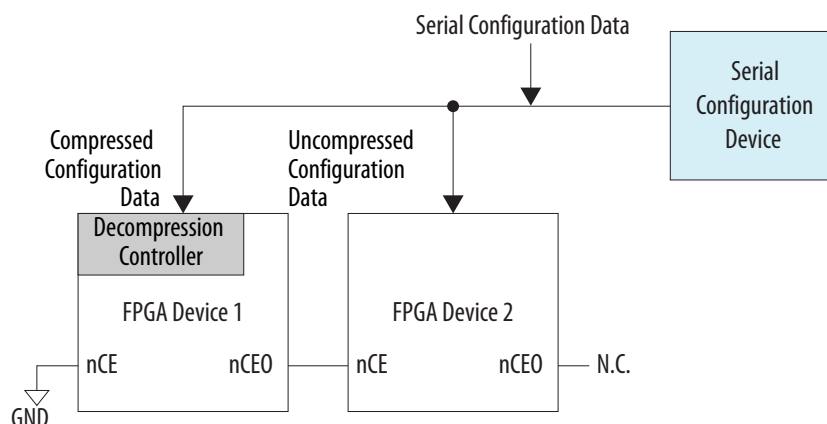 Serial Configuration Data
Serial
Configuration
Device
Compressed
Configuration
Data
Uncompressed
Configuration
Data
Decompression
Controller
FPGA Device 1
FPGA Device 2
nCE
nCEO
nCE
nCEO
N.C.
GND